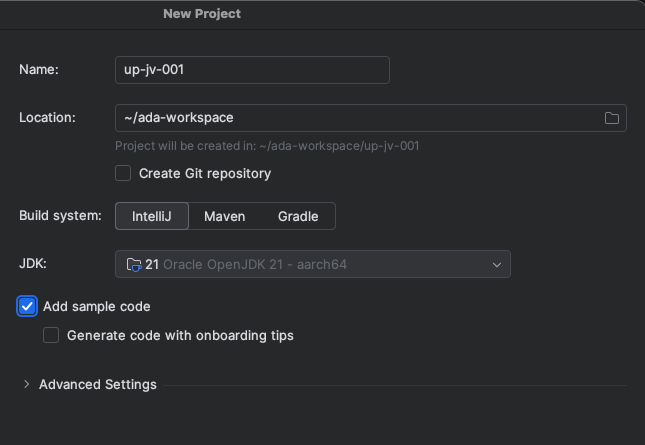 New Project
Name: up-jv-001
Location: ~/ada-workspace
Project will be created in: ~/ada-workspace/up-jv-001
Create Git repository
Build system: IntelliJ Maven Gradle
JDK: 21 Oracle OpenJDK 21 - aarch64
Add sample code
Generate code with onboarding tips
Advanced Settings